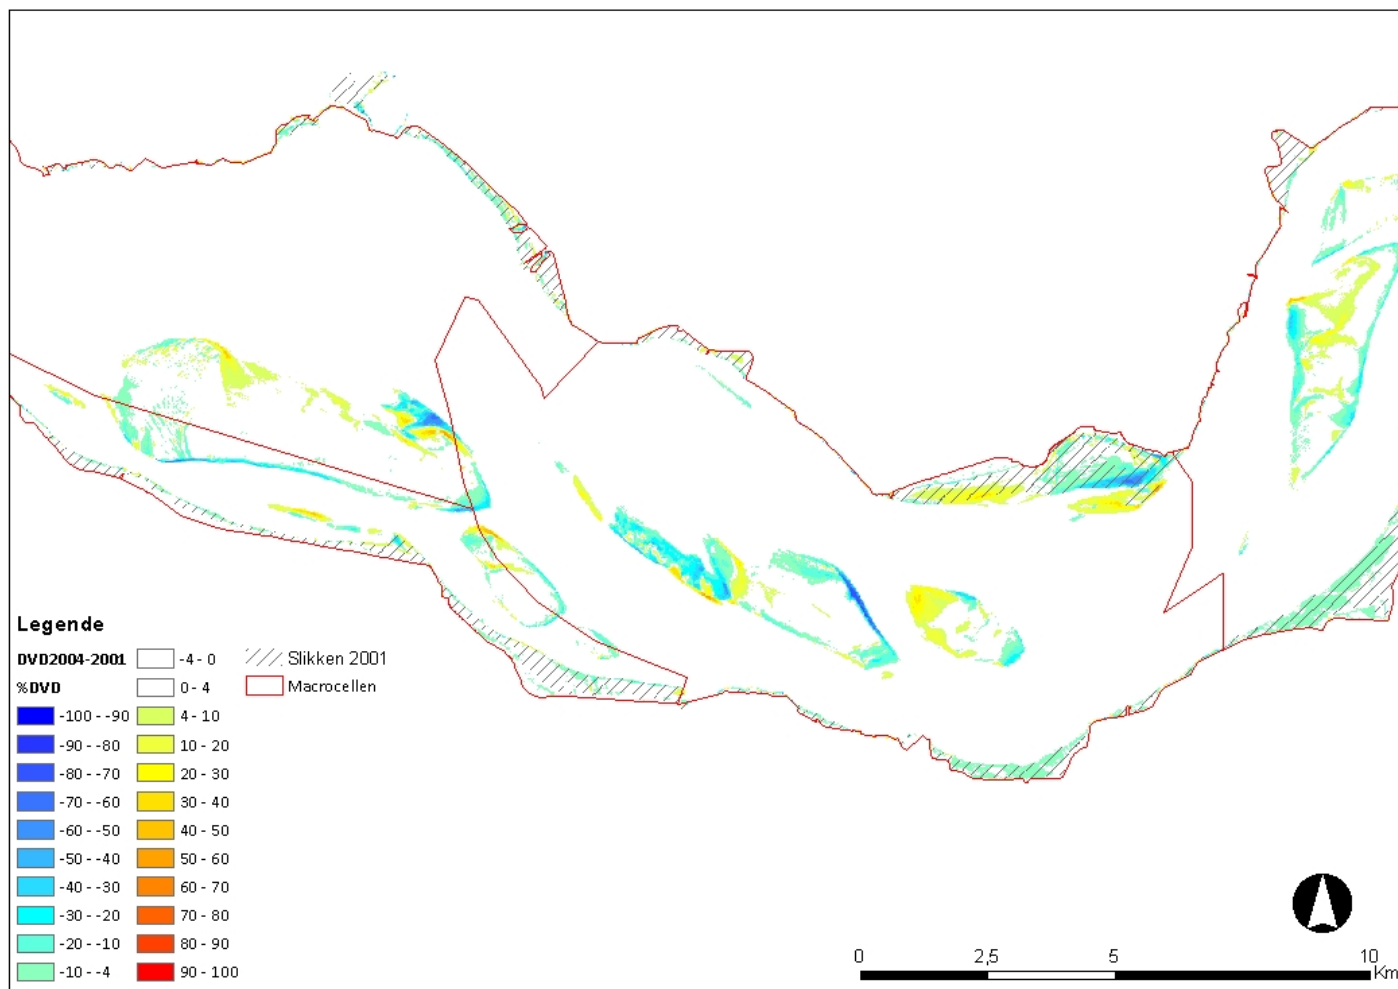 Legende
DVD2004-2001 -4 - 0 Slikken 2001
%DVD 0 - 4 Macrocellen
-100 - -90 4 - 10
-90 - -80 10 - 20
-80 - -70 20 - 30
-70 - -60 30 - 40
-60 - -50 40 - 50
-50 - -40 50 - 60
-40 - -30 60 - 70
-30 - -20 70 - 80
-20 - -10 80 - 90
-10 - -4 90 - 100
0 2,5 5 10
Km